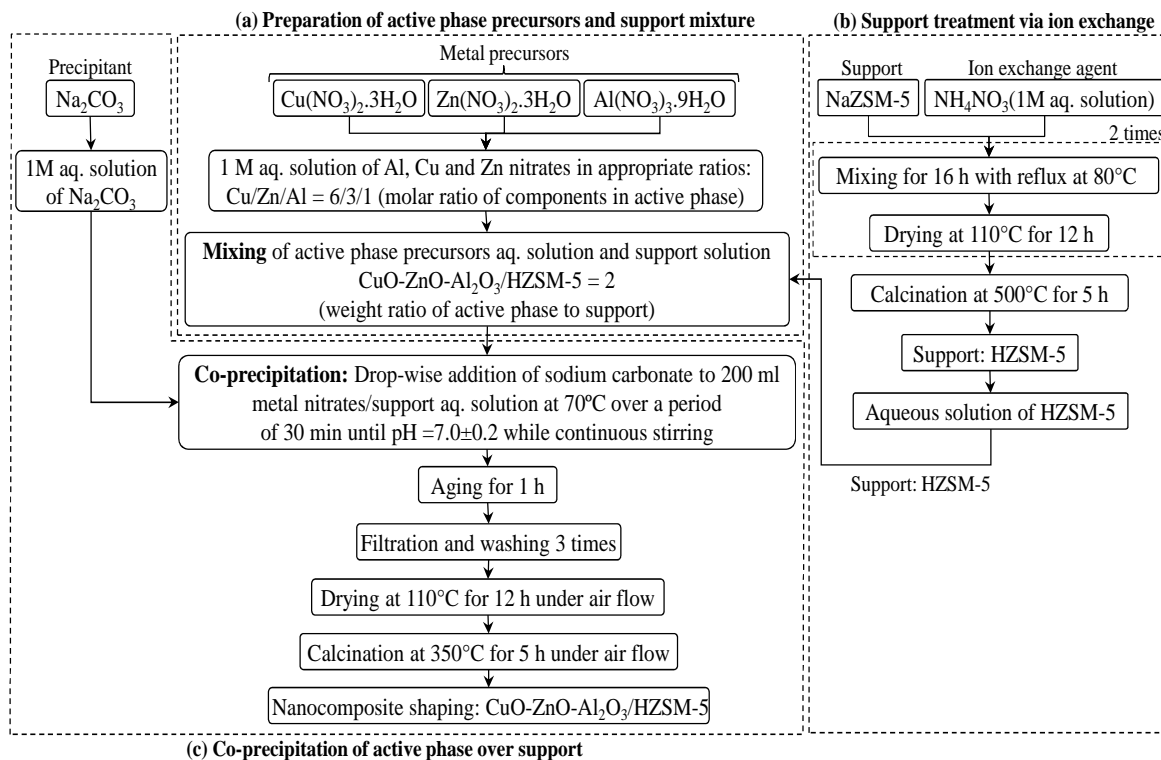 (a) Preparation of active phase precursors and support mixture
Precipitant
Na₂CO₃
1M aq. solution
of Na₂CO₃
Metal precursors
Cu(NO₃)₂.3H₂O
Zn(NO₃)₂.3H₂O
Al(NO₃)₃.9H₂O
1 M aq. solution of Al, Cu and Zn nitrates in appropriate ratios:
Cu/Zn/Al = 6/3/1 (molar ratio of components in active phase)
Mixing of active phase precursors aq. solution and support solution
CuO-ZnO-Al₂O₃/HZSM-5 = 2
(weight ratio of active phase to support)
(b) Support treatment via ion exchange
Support
NaZSM-5
Ion exchange agent
NH₄NO₃(1M aq. solution)
2 times
Mixing for 16 h with reflux at 80°C
Drying at 110°C for 12 h
Calcination at 500°C for 5 h
Support: HZSM-5
Aqueous solution of HZSM-5
Support: HZSM-5
Co-precipitation: Drop-wise addition of sodium carbonate to 200 ml
metal nitrates/support aq. solution at 70ºC over a period
of 30 min until pH =7.0±0.2 while continuous stirring
Aging for 1 h
Filtration and washing 3 times
Drying at 110°C for 12 h under air flow
Calcination at 350°C for 5 h under air flow
Nanocomposite shaping: CuO-ZnO-Al₂O₃/HZSM-5
(c) Co-precipitation of active phase over support